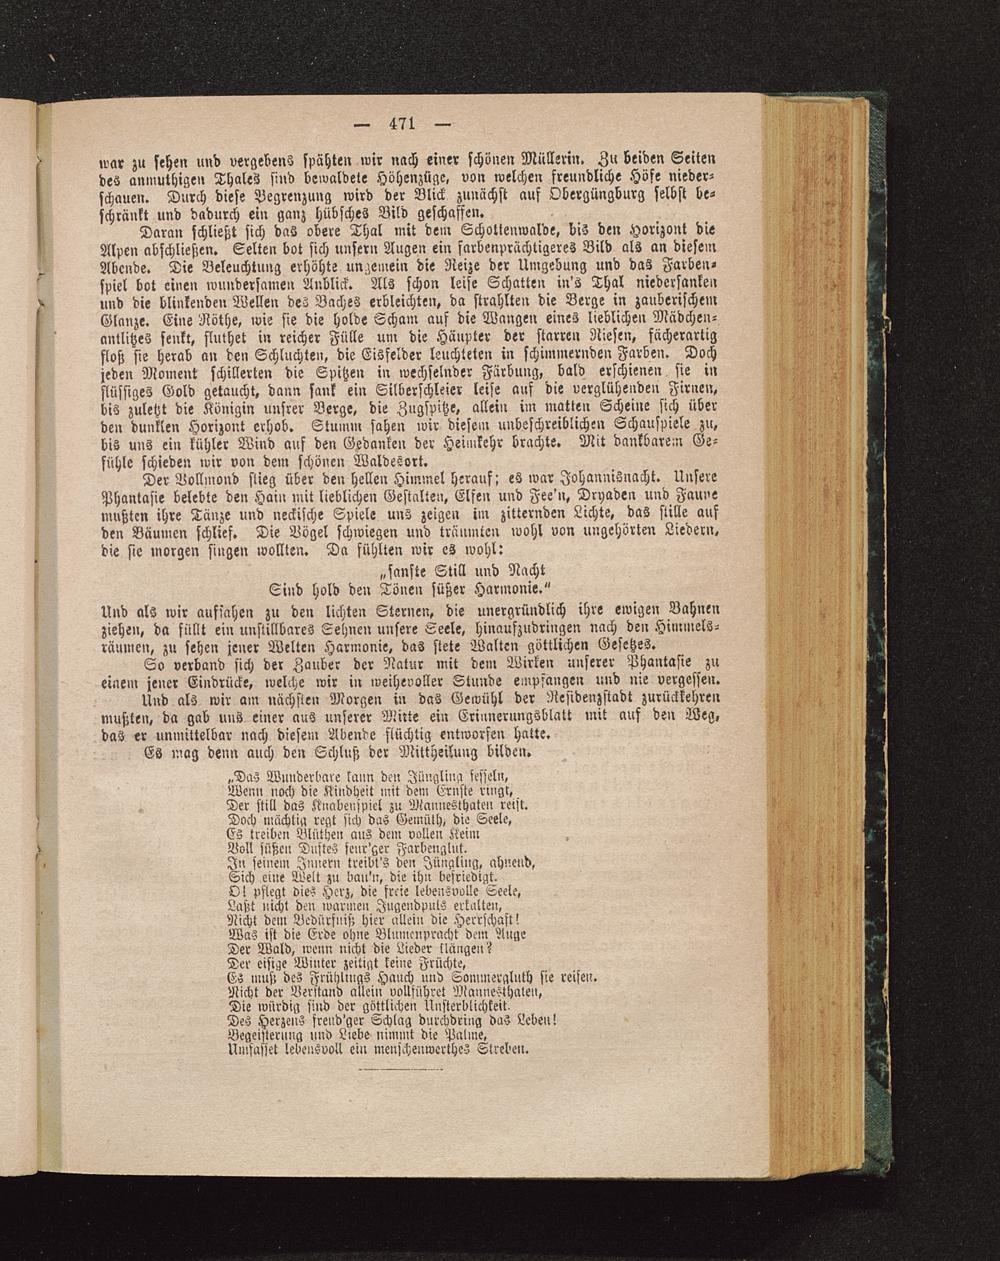 — 471 —
war zu sehen und vergebens spähten wir nach einer schönen Müllerin. Zu beiden Seiten
des anmuthigen Thales sind bewaldete Höhenzüge, von welchen freundliche Höfe nieder-
schauen. Durch diese Begrenzung wird der Blick zunächst auf Obergüngburg selbst be-
schränkt und dadurch ein ganz hübsches Bild geschaffen.
Daran schließt sich das obere Thal mit dem Schottenwalde, bis den Horizont die
Alpen abschließen. Selten bot sich unsern Augen ein farbenprächtigeres Bild als an diesem
Abende. Die Beleuchtung erhöhte ungemein die Reize der Umgebung und das Farben-
spiel bot einen wundersamen Anblick. Als schon leise Schatten in's Thal niedersanken
und die blinkenden Wellen des Baches erbleichten, da strahlten die Berge in zauberischem
Glanze. Eine Röthe, wie sie die holde Scham auf die Wangen eines lieblichen Mädchen-
antlitzes senkt, fluthet in reicher Fülle um die Häupter der starren Riesen, fächerartig
floß sie herab an den Schluchten, die Eisfelder leuchteten in schimmernden Farben. Doch
jeden Moment schillerten die Spitzen in wechselnder Färbung, bald erschienen sie in
flüssiges Gold getaucht, dann sank ein Silberschleier leise auf die verglühenden Firnen,
bis zuletzt die Königin unsrer Berge, die Zugspitze, allein im matten Scheine sich über
den dunklen Horizont erhob. Stumm sahen wir diesem unbeschreiblichen Schauspiele zu,
bis uns ein kühler Wind auf den Gedanken der Heimkehr brachte. Mit dankbarem Ge-
fühle schieden wir von dem schönen Waldesort.
Der Vollmond stieg über den hellen Himmel herauf; es war Johannisnacht. Unsere
Phantasie belebte den Hain mit lieblichen Gestalten, Elfen und Fee'n, Dryaden und Faune
mußten ihre Tänze und neckische Spiele uns zeigen im zitternden Lichte, das stille auf
den Bäumen schlief. Die Vögel schwiegen und träumten wohl von ungehörten Liedern,
die sie morgen singen wollten. Da fühlten wir es wohl:
„sanfte Still und Nacht
Sind hold den Tönen süßer Harmonie.“
Und als wir aufsahen zu den lichten Sternen, die unergründlich ihre ewigen Bahnen
ziehen, da füllt ein unstillbares Sehnen unsere Seele, hinaufzudringen nach den Himmels-
räumen, zu sehen jener Welten Harmonie, das stete Walten göttlichen Gesetzes.
So verband sich der Zauber der Natur mit dem Wirken unserer Phantasie zu
einem jener Eindrücke, welche wir in weihevoller Stunde empfangen und nie vergessen.
Und als wir am nächsten Morgen in das Gewühl der Residenzstadt zurückkehren
mußten, da gab uns einer aus unserer Mitte ein Erinnerungsblatt mit auf den Weg,
das er unmittelbar nach diesem Abende flüchtig entworfen hatte.
Es mag denn auch den Schluß der Mittheilung bilden.
„Das Wunderbare kann den Jüngling fesseln,
Wenn noch die Kindheit mit dem Ernste ringt,
Der still das Knabenspiel zu Mannesthaten reift.
Doch mächtig regt sich das Gemüth, die Seele,
Es treiben Blüthen aus dem vollen Keim
Voll süßen Duftes feur'ger Farbenglut.
In seinem Innern treibt's den Jüngling, ahnend,
Sich eine Welt zu bau'n, die ihn befriedigt.
O! pflegt dies Herz, die freie lebensvolle Seele,
Laßt nicht den warmen Jugendpuls erkalten,
Nicht dem Bedürfniß hier allein die Herrschaft!
Was ist die Erde ohne Blumenpracht dem Auge
Der Wald, wenn nicht die Lieder klängen?
Der eisige Winter zeitigt keine Früchte,
Es muß des Frühlings Hauch und Sommergluth sie reifen.
Nicht der Verstand allein vollführet Mannesthaten,
Die würdig sind der göttlichen Unsterblichkeit.
Des Herzens freud'ger Schlag durchdring das Leben!
Begeisterung und Liebe nimmt die Palme,
Umfasset lebensvoll ein menschenwerthes Streben.